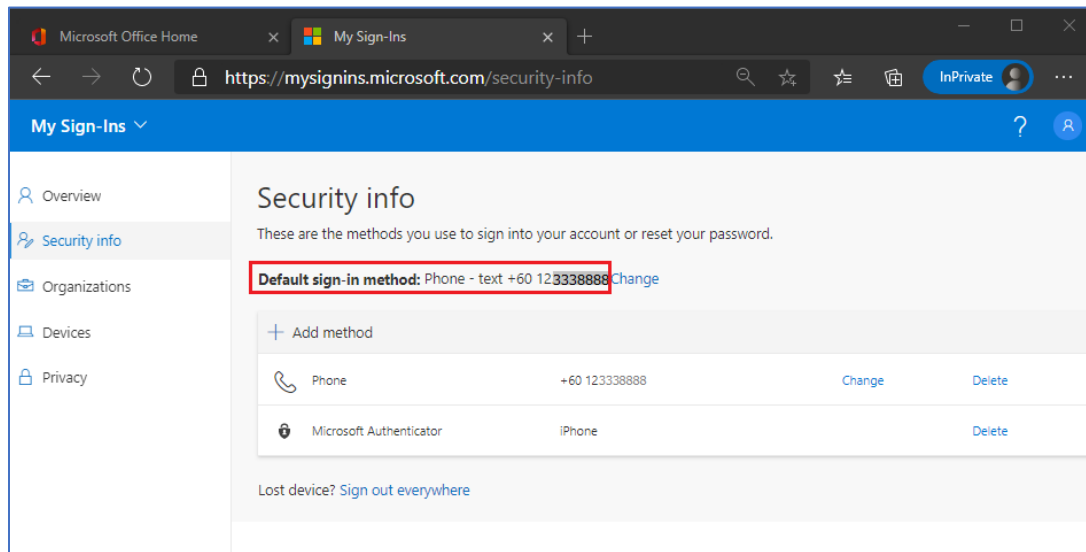 Microsoft Office Home
My Sign-Ins
https://mysignins.microsoft.com/security-info
InPrivate
My Sign-Ins
?
Overview
Security info
Organizations
Devices
Privacy
Security info
These are the methods you use to sign into your account or reset your password.
Default sign-in method: Phone - text +60 123338888 Change
+ Add method
Phone +60 123338888 Change Delete
Microsoft Authenticator iPhone Delete
Lost device? Sign out everywhere